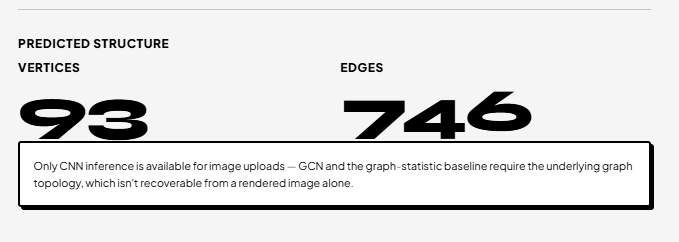 PREDICTED STRUCTURE
VERTICES EDGES
93 746
Only CNN inference is available for image uploads — GCN and the graph-statistic baseline require the underlying graph
topology, which isn't recoverable from a rendered image alone.